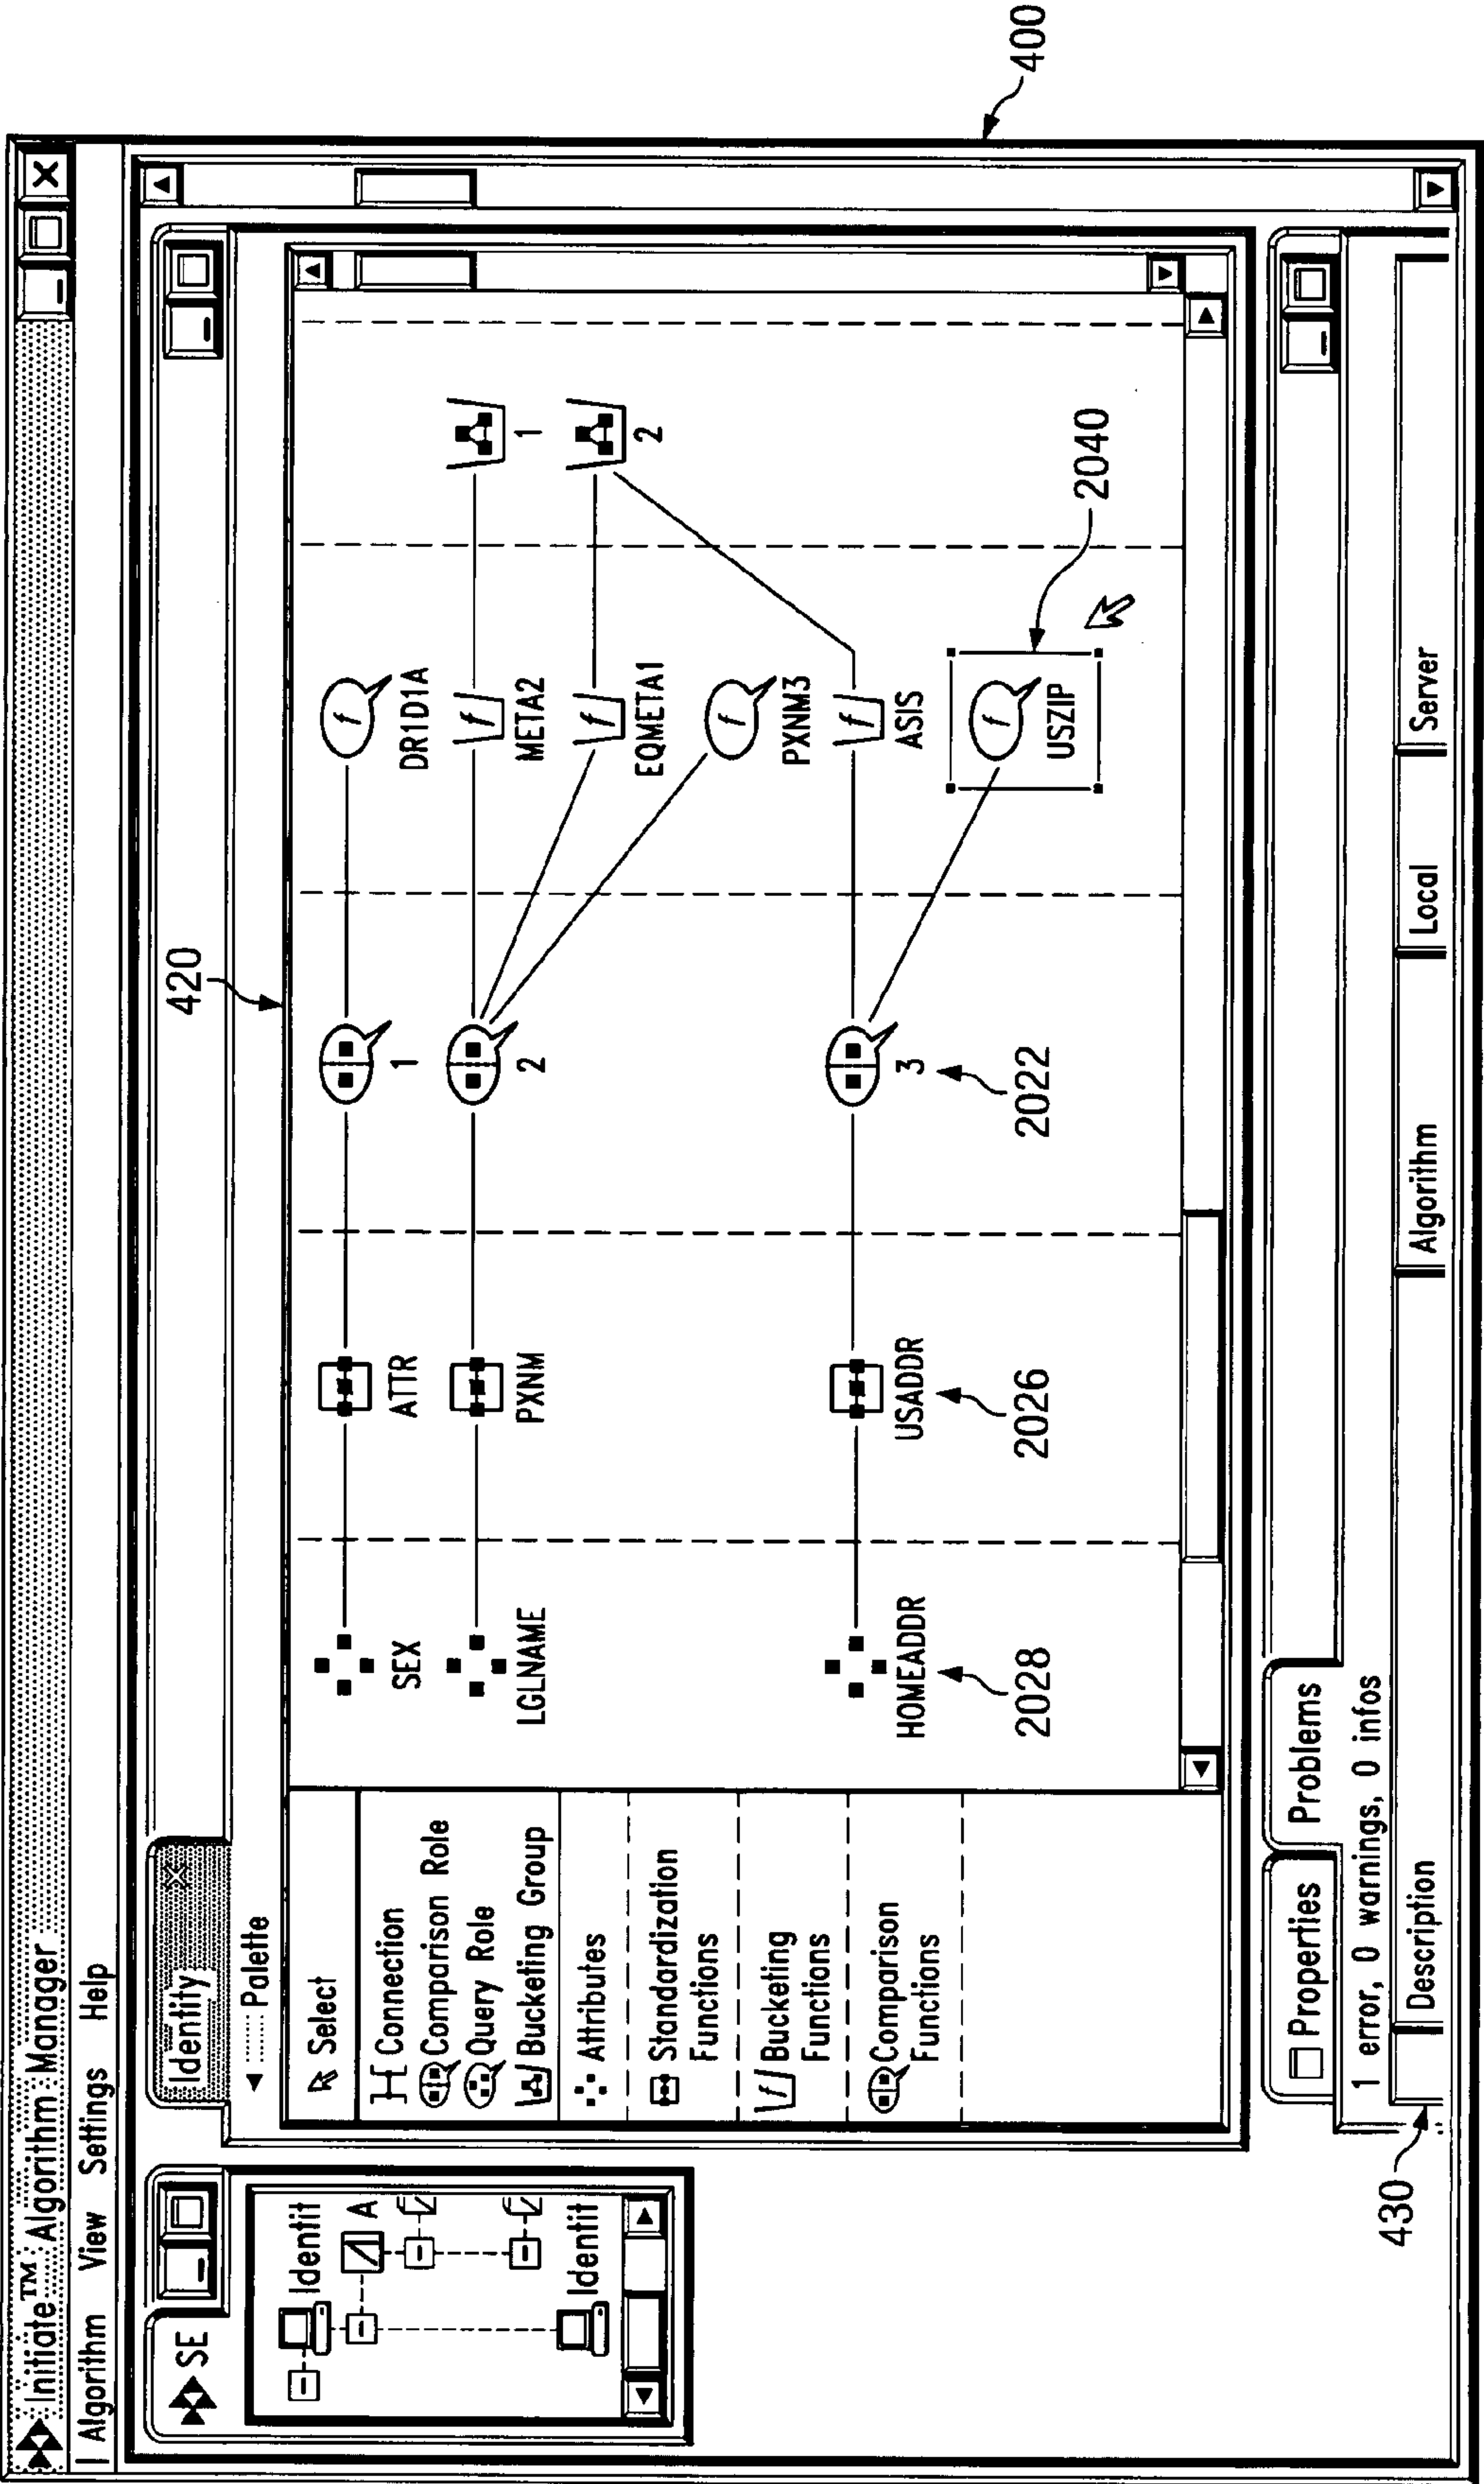 Initiate™ Algorithm Manager
Algorithm View Settings Help
SE
Identit
A
Identit
Identity X
Palette
Select
Connection
Comparison Role
Query Role
Bucketing Group
Attributes
Standardization
Functions
Bucketing
Functions
Comparison
Functions
420
SEX
ATTR
1
DR1D1A
LGLNAME
PXNM
2
META2
1
EQMETA1
2
PXNM3
HOMEADDR
USADDR
3
ASIS
2028
2026
2022
USZIP
2040
400
Properties
Problems
1 error, 0 warnings, 0 infos
Description
Algorithm
Local
Server
430